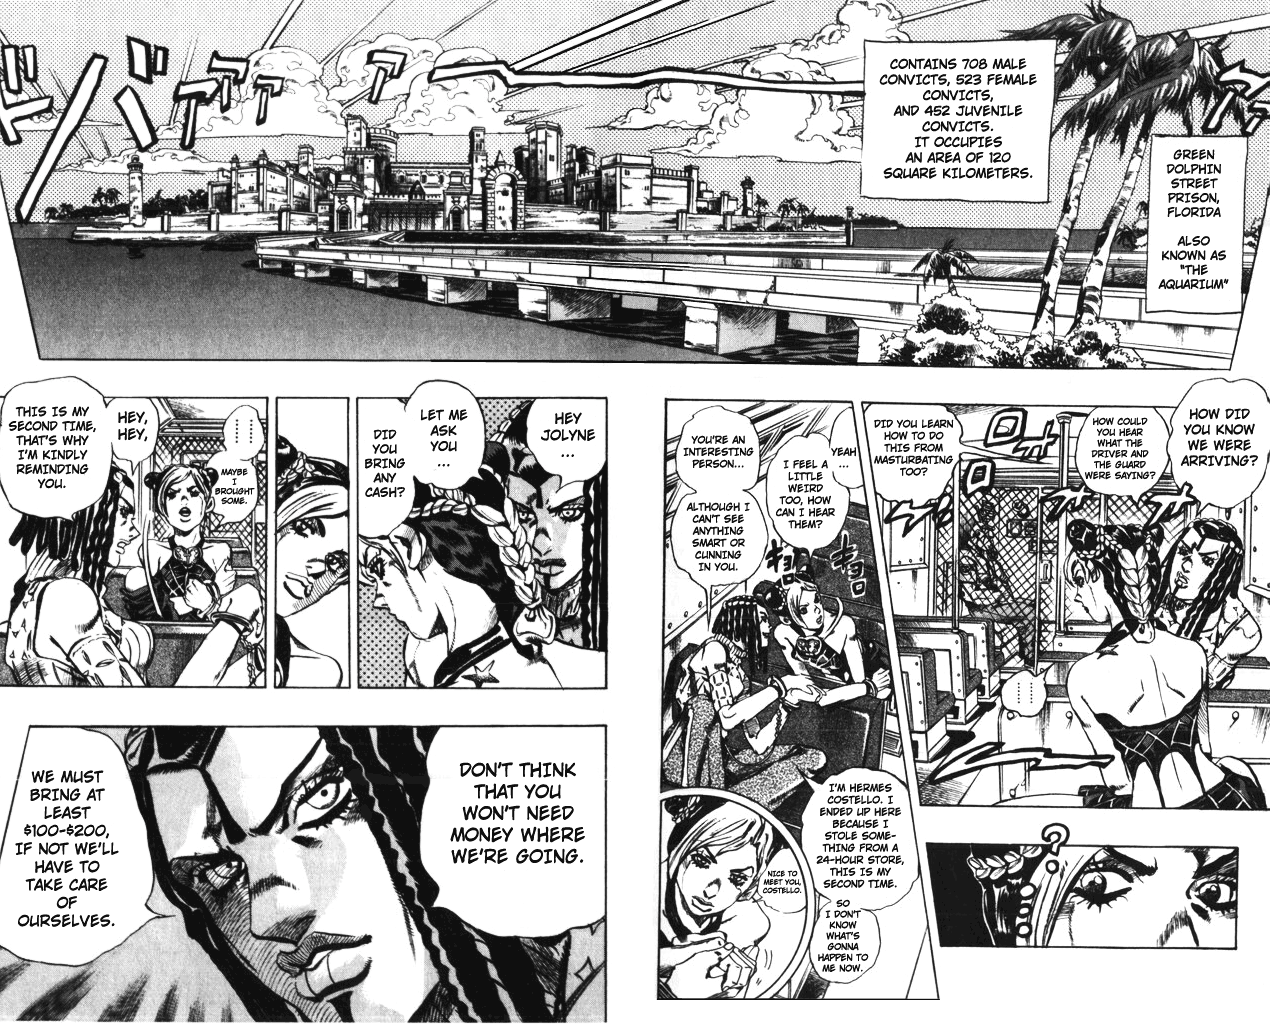 GREEN
DOLPHIN
STREET
PRISON,
FLORIDA
ALSO
KNOWN AS
"THE
AQUARIUM"
CONTAINS 708 MALE
CONVICTS, 523 FEMALE
CONVICTS,
AND 452 JUVENILE
CONVICTS.
IT OCCUPIES
AN AREA OF 120
SQUARE KILOMETERS.
ドバァァァァ
HOW DID
YOU KNOW
WE WERE
ARRIVING?
HOW COULD
YOU HEAR
WHAT THE
DRIVER AND
THE GUARD
WERE SAYING?
DID YOU LEARN
HOW TO DO
THIS FROM
MASTURBATING
TOO?
......
?
......
YEAH
...
I FEEL A
LITTLE
WEIRD
TOO, HOW
CAN I HEAR
THEM?
YOU'RE AN
INTERESTING
PERSON...
ALTHOUGH I
CAN'T SEE
ANYTHING
SMART OR
CUNNING
IN YOU.
キョロ
キョロ
I'M HERMES
COSTELLO. I
ENDED UP HERE
BECAUSE I
STOLE SOME-
THING FROM A
24-HOUR STORE,
THIS IS MY
SECOND TIME.
SO
I DON'T
KNOW
WHAT'S
GONNA
HAPPEN TO
ME NOW.
NICE TO
MEET YOU,
COSTELLO.
HEY
JOLYNE
...
LET ME
ASK
YOU
...
DID
YOU
BRING
ANY
CASH?
......
MAYBE
I
BROUGHT
SOME.
HEY,
HEY,
THIS IS MY
SECOND TIME,
THAT'S WHY
I'M KINDLY
REMINDING
YOU.
DON'T THINK
THAT YOU
WON'T NEED
MONEY WHERE
WE'RE GOING.
WE MUST
BRING AT
LEAST
$100-$200,
IF NOT WE'LL
HAVE TO
TAKE CARE
OF
OURSELVES.